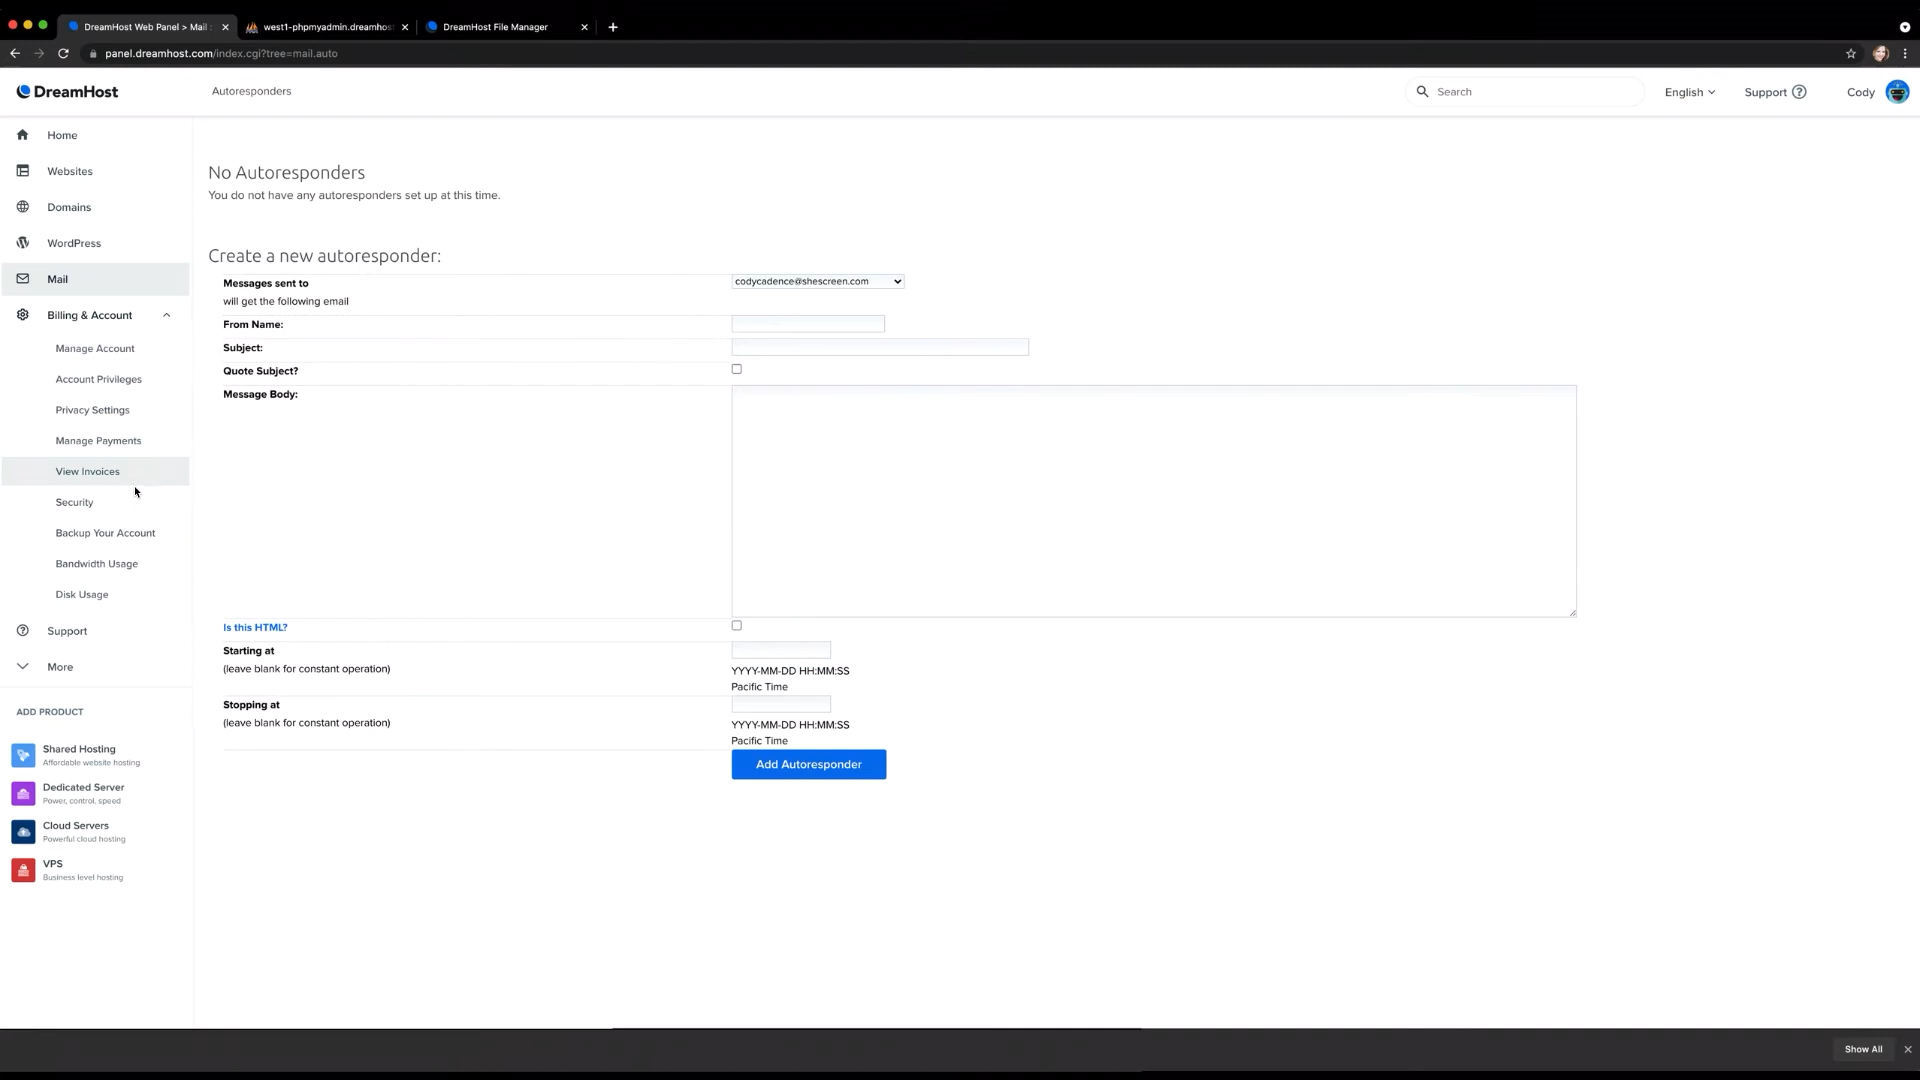 DreamHost Web Panel > Mail :
west1-phpmyadmin.dreamhos
DreamHost File Manager
panel.dreamhost.com/index.cgi?tree=mail.auto
DreamHost
Autoresponders
Search
English
Support
Cody
Home
Websites
Domains
WordPress
Mail
Billing & Account
Manage Account
Account Privileges
Privacy Settings
Manage Payments
View Invoices
Security
Backup Your Account
Bandwidth Usage
Disk Usage
Support
More
ADD PRODUCT
Shared Hosting
Affordable website hosting
Dedicated Server
Power, control, speed
Cloud Servers
Powerful cloud hosting
VPS
Business level hosting
No Autoresponders
You do not have any autoresponders set up at this time.
Create a new autoresponder:
Messages sent to
codycadence@shescreen.com
will get the following email
From Name:
Subject:
Quote Subject?
Message Body:
Is this HTML?
Starting at
(leave blank for constant operation)
YYYY-MM-DD HH:MM:SS
Pacific Time
Stopping at
(leave blank for constant operation)
YYYY-MM-DD HH:MM:SS
Pacific Time
Add Autoresponder
Show All